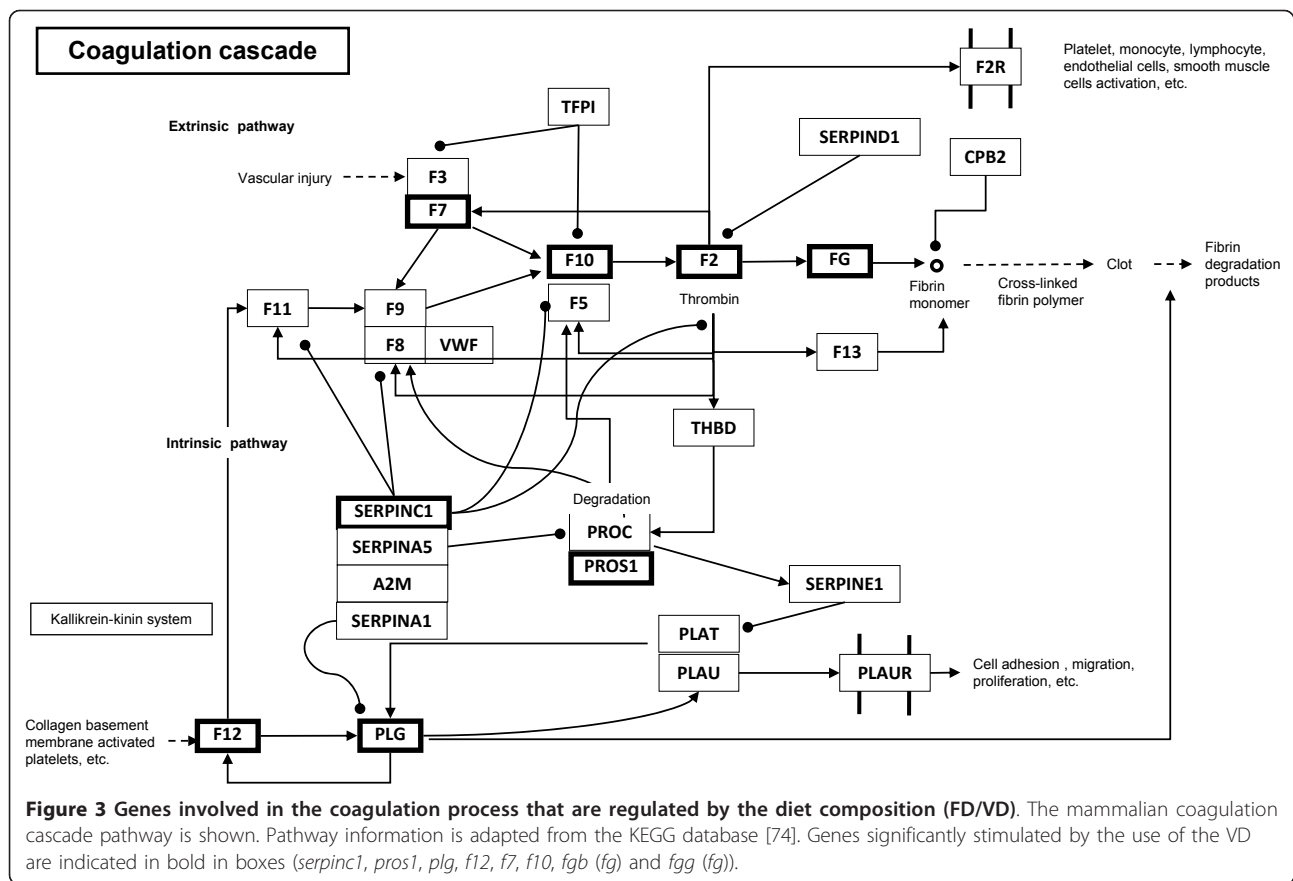 Coagulation cascade
Platelet, monocyte, lymphocyte,
endothelial cells, smooth muscle
cells activation, etc.
F2R
TFPI
Extrinsic pathway
SERPIND1
CPB2
Vascular injury
F3
F7
F10
F2
FG
Fibrin
monomer
Cross-linked
fibrin polymer
Clot
Fibrin
degradation
products
Thrombin
F11
F9
F5
F8
VWF
F13
THBD
Intrinsic pathway
Degradation
SERPINC1
PROC
SERPINA5
PROS1
A2M
SERPINE1
Kallikrein-kinin system
SERPINA1
PLAT
PLAU
PLAUR
Cell adhesion , migration,
proliferation, etc.
Collagen basement
membrane activated
platelets, etc.
F12
PLG
Figure 3 Genes involved in the coagulation process that are regulated by the diet composition (FD/VD). The mammalian coagulation
cascade pathway is shown. Pathway information is adapted from the KEGG database [74]. Genes significantly stimulated by the use of the VD
are indicated in bold in boxes (serpinc1, pros1, plg, f12, f7, f10, fgb (fg) and fgg (fg)).